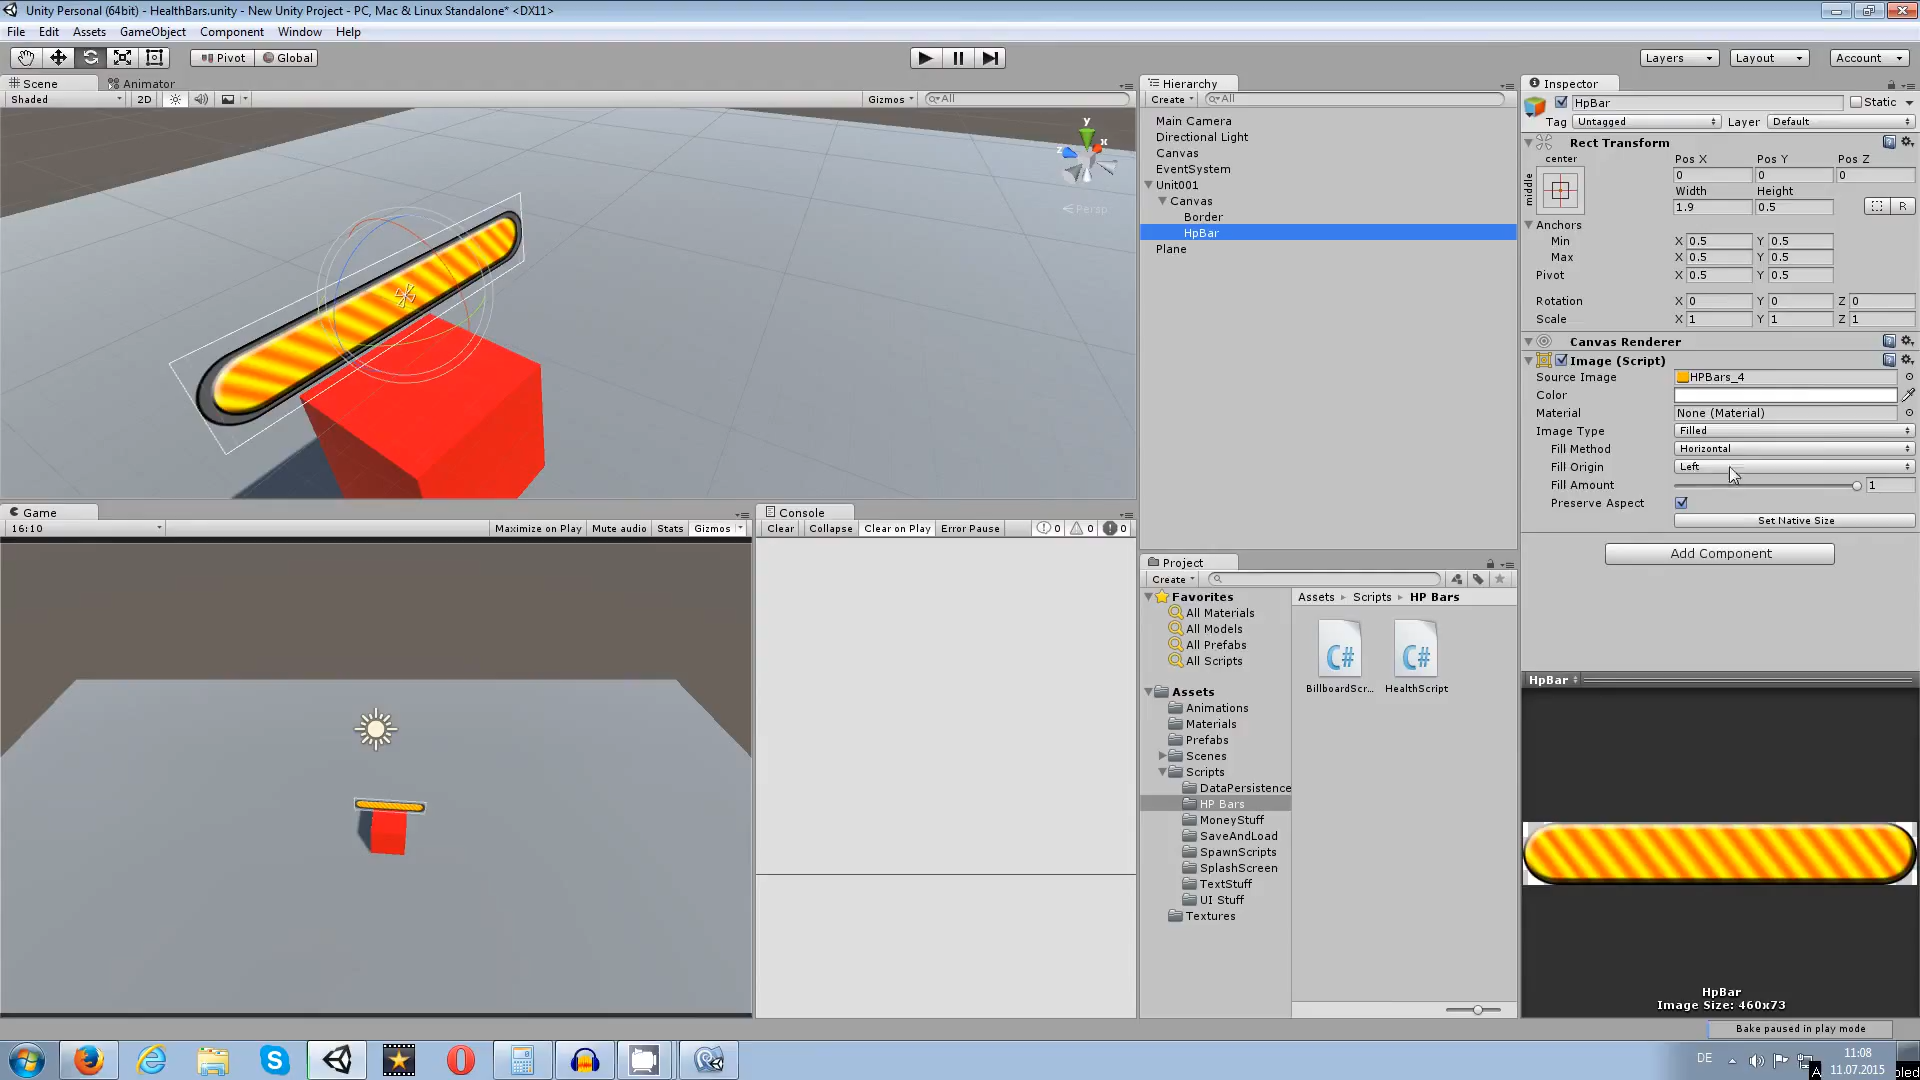 Unity Personal (64bit) - HealthBars.unity - New Unity Project - PC, Mac & Linux Standalone* <DX11>
File Edit Assets GameObject Component Window Help
Pivot Global Layers Layout Account
Scene Animator
Shaded 2D Gizmos All
y
x
z
Persp
Hierarchy
Create All
Main Camera
Directional Light
Canvas
EventSystem
Unit001
Canvas
Border
HpBar
Plane
Inspector
HpBar Static
Tag Untagged Layer Default
Rect Transform
center Pos X Pos Y Pos Z
middle 0 0 0
Width Height
1.9 0.5 R
Anchors
Min X 0.5 Y 0.5
Max X 0.5 Y 0.5
Pivot X 0.5 Y 0.5
Rotation X 0 Y 0 Z 0
Scale X 1 Y 1 Z 1
Canvas Renderer
Image (Script)
Source Image HPBars_4
Color
Material None (Material)
Image Type Filled
Fill Method Horizontal
Fill Origin Left
Fill Amount 1
Preserve Aspect
Set Native Size
Add Component
Game
16:10 Maximize on Play Mute audio Stats Gizmos
Console
Clear Collapse Clear on Play Error Pause 0 0 0
Project
Create
Favorites
All Materials
All Models
All Prefabs
All Scripts
Assets
Animations
Materials
Prefabs
Scenes
Scripts
DataPersistence
HP Bars
MoneyStuff
SaveAndLoad
SpawnScripts
SplashScreen
TextStuff
UI Stuff
Textures
Assets Scripts HP Bars
C# C#
BillboardScr... HealthScript
HpBar
HpBar
Image Size: 460x73
Bake paused in play mode
DE 11:08
11.07.2015